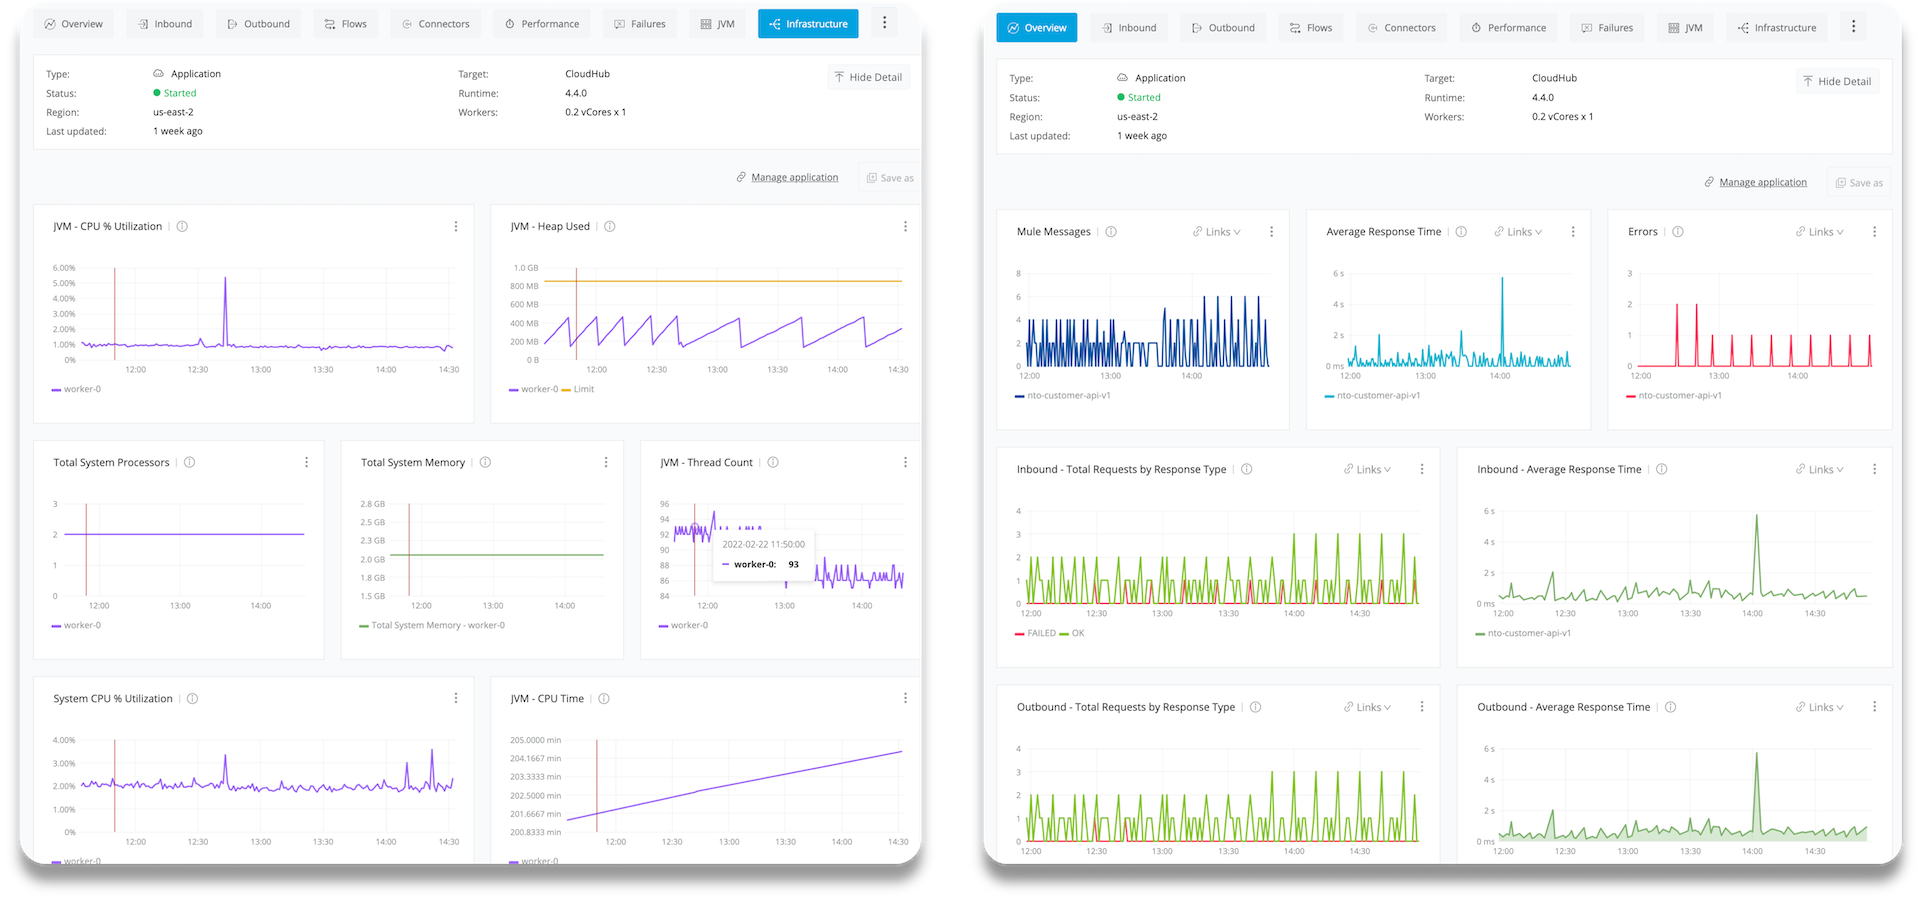 Overview Inbound Outbound Flows Connectors Performance Failures JVM Infrastructure
Type: Application Target: CloudHub Hide Detail
Status: Started Runtime: 4.4.0
Region: us-east-2 Workers: 0.2 vCores x 1
Last updated: 1 week ago
Manage application Save as
JVM - CPU % Utilization
6.00%
5.00%
4.00%
3.00%
2.00%
1.00%
0%
12:00 12:30 13:00 13:30 14:00 14:30
worker-0
JVM - Heap Used
1.0 GB
800 MB
600 MB
400 MB
200 MB
0 B
12:00 12:30 13:00 13:30 14:00 14:30
worker-0 Limit
Total System Processors
3
2
1
0
12:00 13:00 14:00
worker-0
Total System Memory
2.8 GB
2.5 GB
2.3 GB
2.0 GB
1.8 GB
1.5 GB
12:00 13:00 14:00
Total System Memory - worker-0
JVM - Thread Count
96
94
92
90
88
86
84
2022-02-22 11:50:00
worker-0: 93
12:00 13:00 14:00
worker-0
System CPU % Utilization
4.00%
3.00%
2.00%
1.00%
0%
12:00 12:30 13:00 13:30 14:00 14:30
worker-0
JVM - CPU Time
205.0000 min
204.1667 min
203.3333 min
202.5000 min
201.6667 min
200.8333 min
12:00 12:30 13:00 13:30 14:00 14:30
worker-0
Overview Inbound Outbound Flows Connectors Performance Failures JVM Infrastructure
Type: Application Target: CloudHub Hide Detail
Status: Started Runtime: 4.4.0
Region: us-east-2 Workers: 0.2 vCores x 1
Last updated: 1 week ago
Manage application Save as
Mule Messages Links
8
6
4
2
0
12:00 13:00 14:00
nto-customer-api-v1
Average Response Time Links
6 s
4 s
2 s
0 ms
12:00 13:00 14:00
nto-customer-api-v1
Errors Links
3
2
1
0
12:00 13:00 14:00
nto-customer-api-v1
Inbound - Total Requests by Response Type Links
4
3
2
1
0
12:00 12:30 13:00 13:30 14:00 14:30
FAILED OK
Inbound - Average Response Time Links
6 s
4 s
2 s
0 ms
12:00 12:30 13:00 13:30 14:00 14:30
nto-customer-api-v1
Outbound - Total Requests by Response Type Links
4
3
2
1
0
12:00 12:30 13:00 13:30 14:00 14:30
Outbound - Average Response Time Links
6 s
4 s
2 s
0 ms
12:00 12:30 13:00 13:30 14:00 14:30